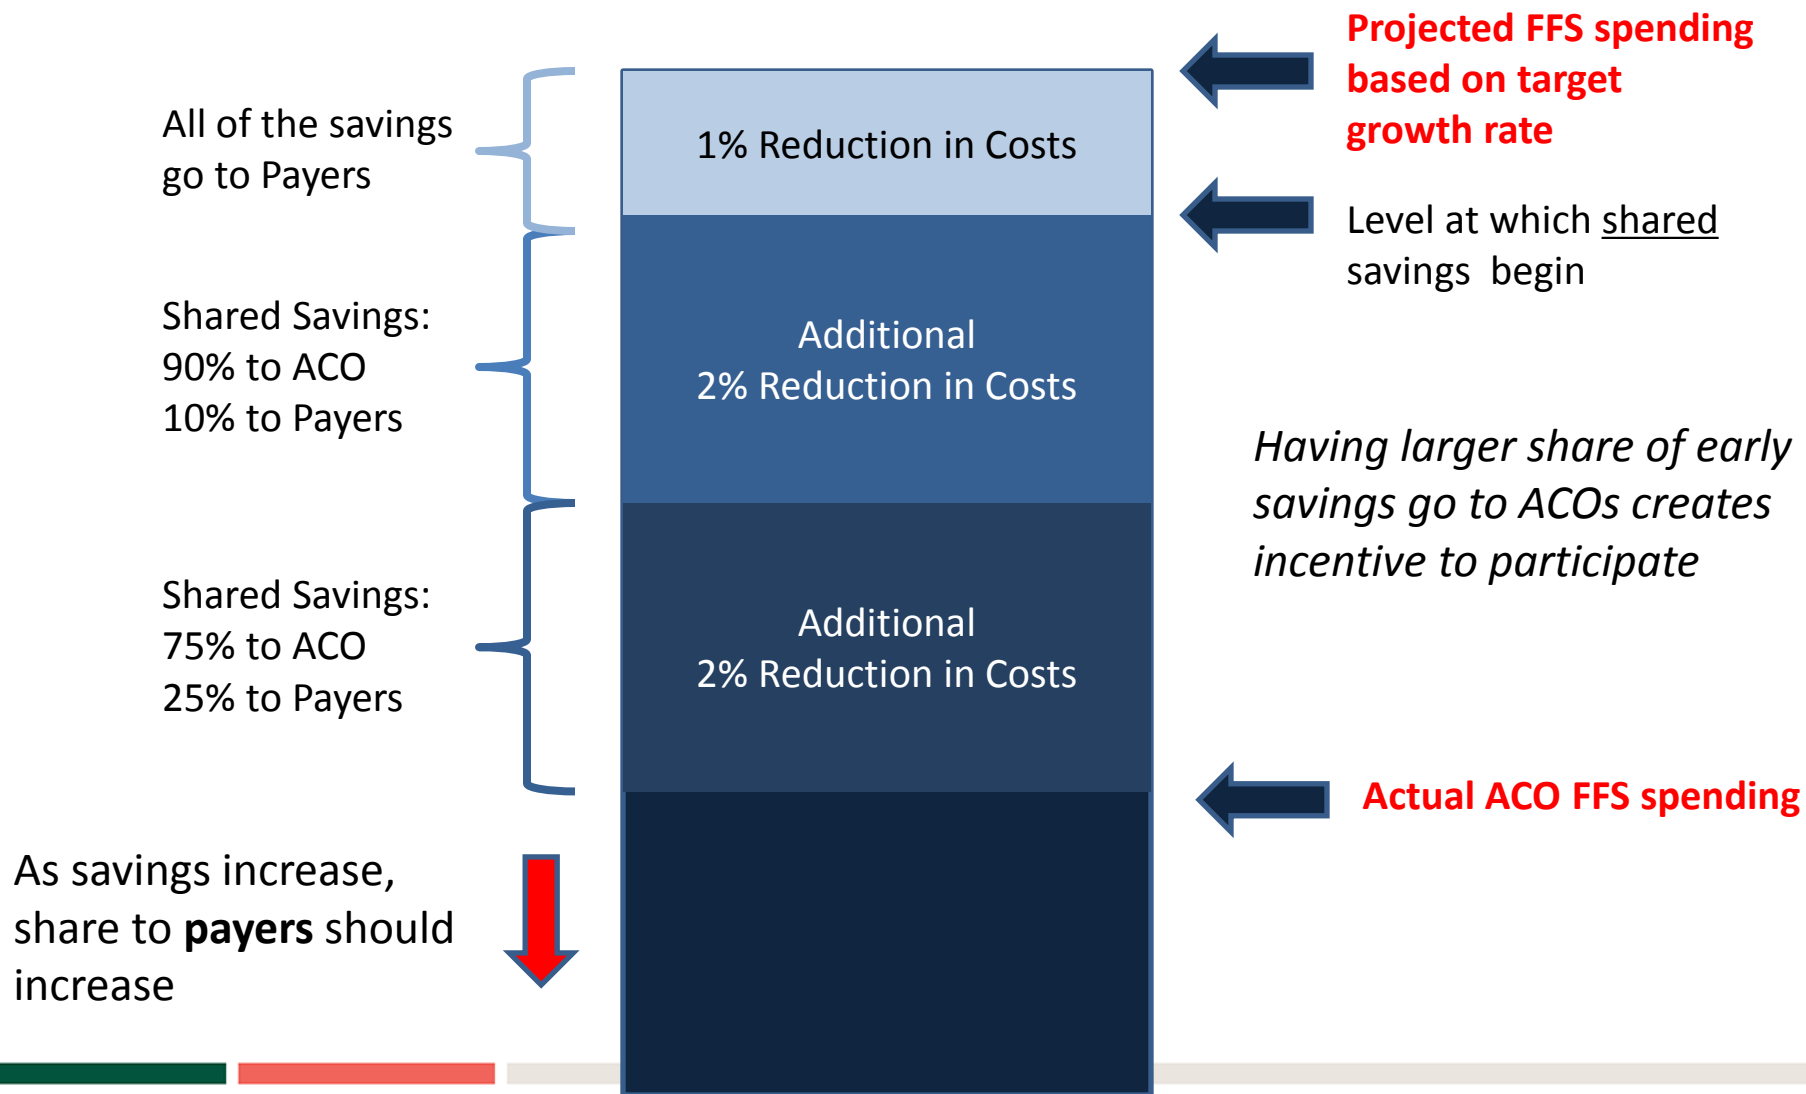 Projected FFS spending
based on target
growth rate
All of the savings
go to Payers
1% Reduction in Costs
Level at which shared
savings begin
Shared Savings:
90% to ACO
10% to Payers
Additional
2% Reduction in Costs
Having larger share of early
savings go to ACOs creates
incentive to participate
Shared Savings:
75% to ACO
25% to Payers
Additional
2% Reduction in Costs
Actual ACO FFS spending
As savings increase,
share to payers should
increase